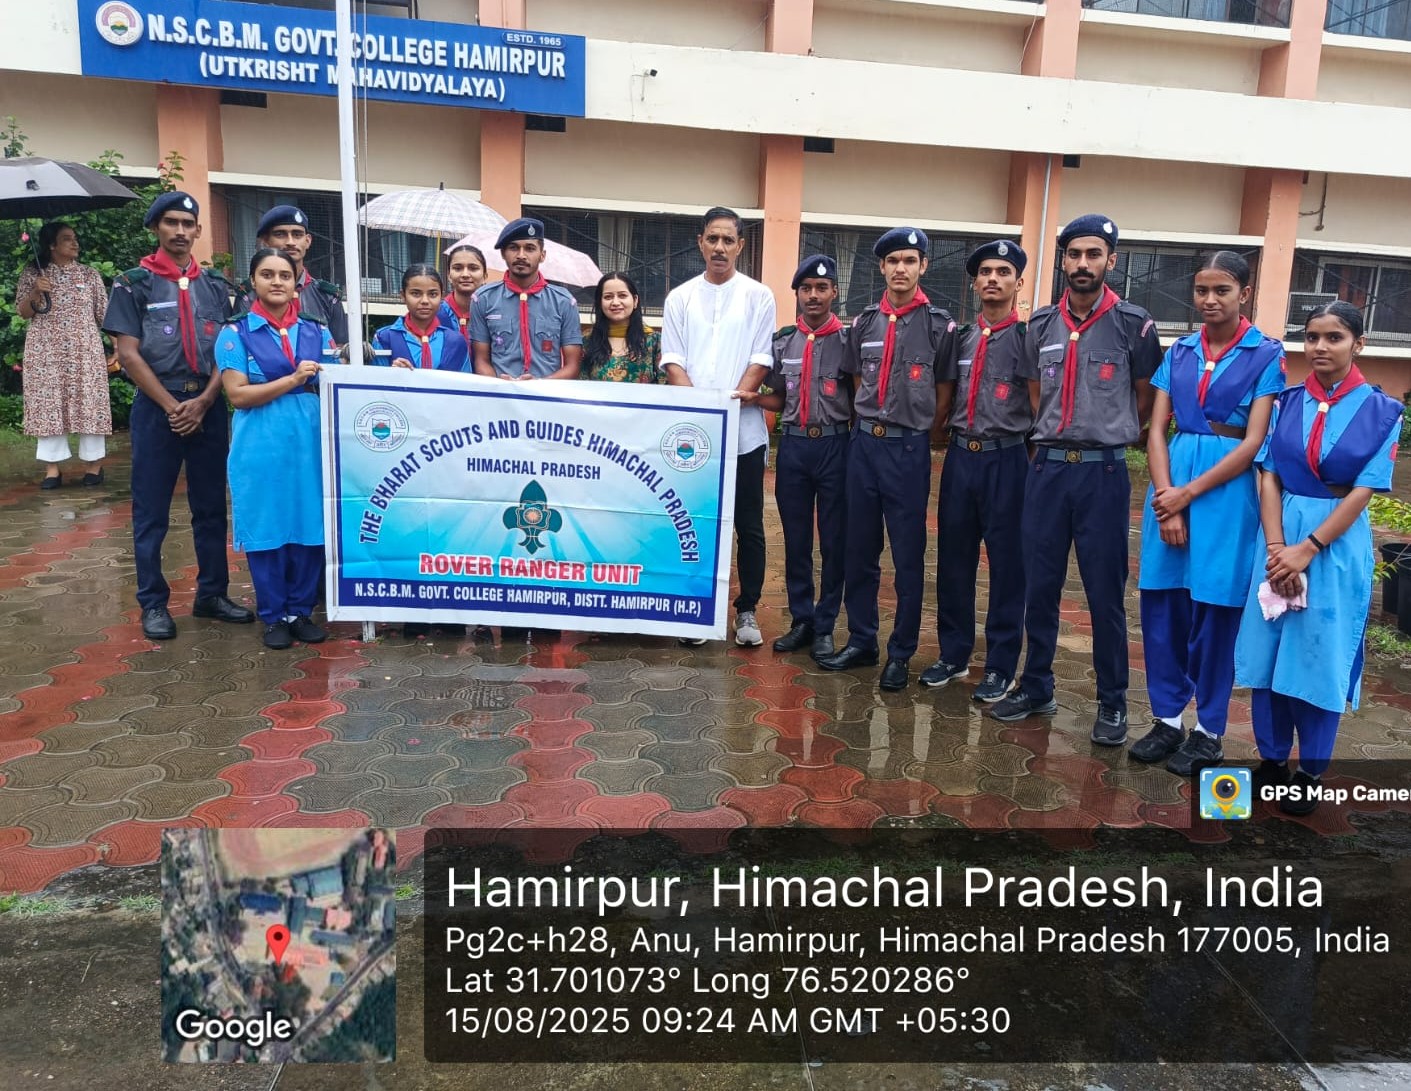 N.S.C.B.M. GOVT. COLLEGE HAMIRPUR
ESTD. 1965
(UTKRISHT MAHAVIDYALAYA)
THE BHARAT SCOUTS AND GUIDES HIMACHAL PRADESH
HIMACHAL PRADESH
ROVER RANGER UNIT
N.S.C.B.M. GOVT. COLLEGE HAMIRPUR, DISTT. HAMIRPUR (H.P.)
GPS Map Camer
Hamirpur, Himachal Pradesh, India
Pg2c+h28, Anu, Hamirpur, Himachal Pradesh 177005, India
Lat 31.701073° Long 76.520286°
15/08/2025 09:24 AM GMT +05:30
Google